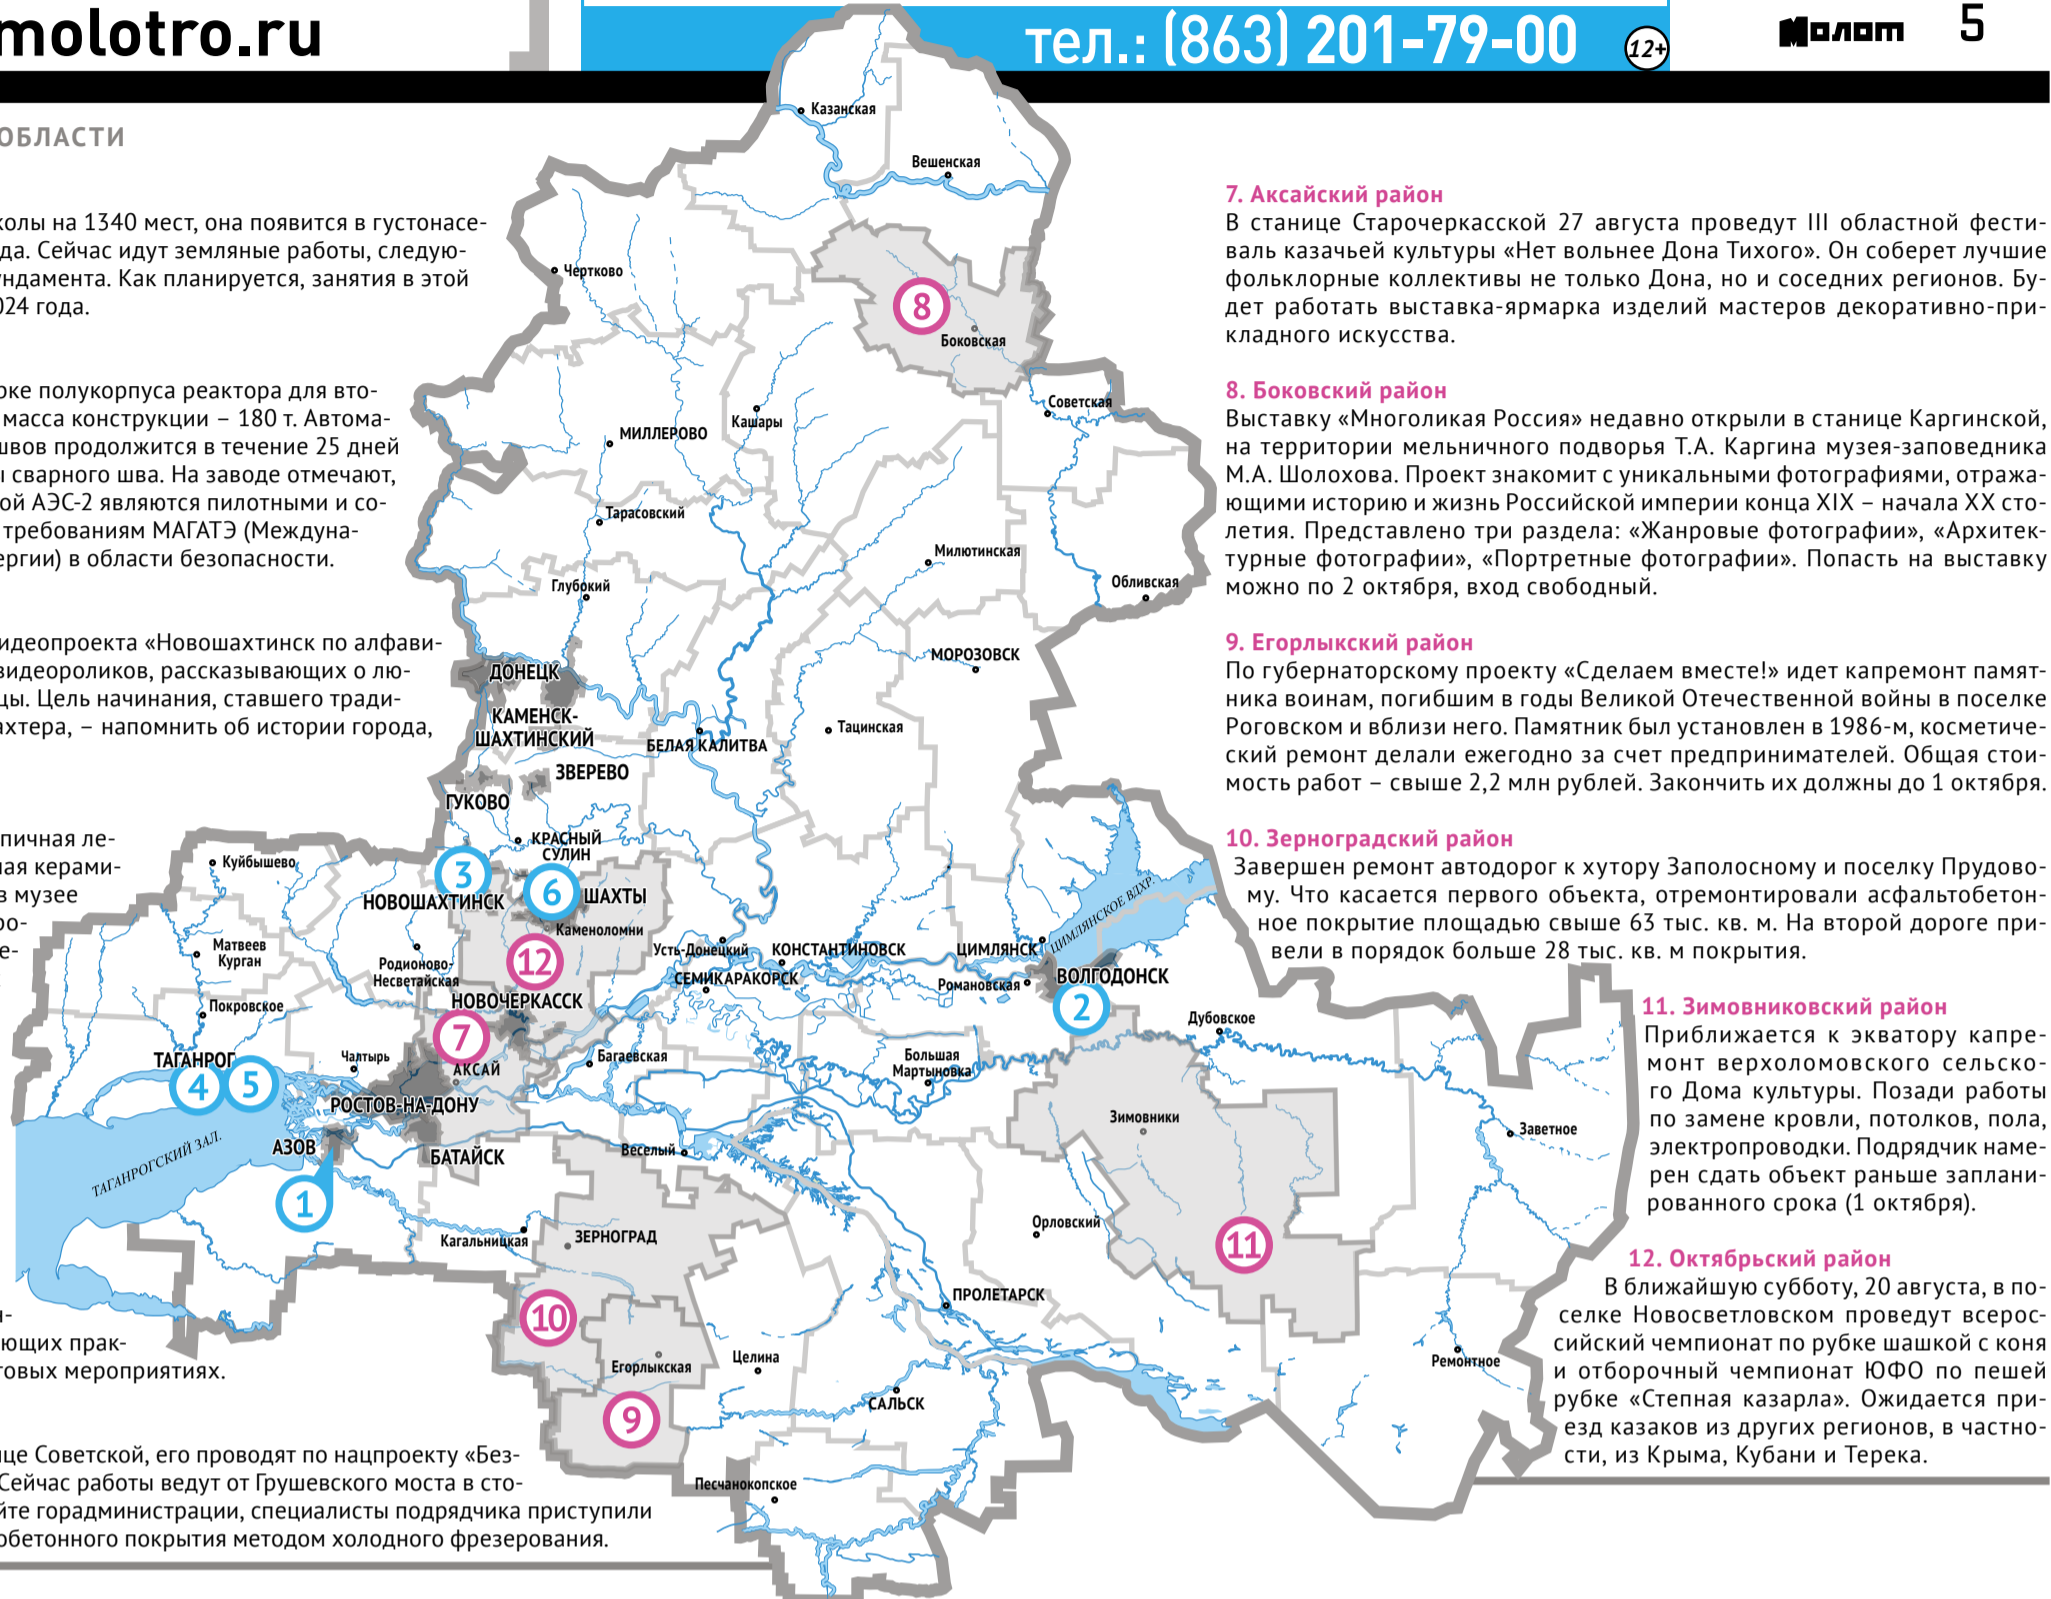 molotro.ru
тел.: (863) 201-79-00
12+
Молот
5
ОБЛАСТИ
на 1340 мест, она появится в густонасе-
Сейчас идут земляные работы, следую-
Как планируется, занятия в этой
года.
полукорпуса реактора для вто-
масса конструкции – 180 т. Автома-
швов продолжится в течение 25 дней
сварного шва. На заводе отмечают,
АЭС-2 являются пилотными и со-
требованиям МАГАТЭ (Междуна-
в области безопасности.
«Новошахтинск по алфави-
видеороликов, рассказывающих о лю-
Цель начинания, ставшего тради-
– напомнить об истории города,
ле-
керами-
в музее
прак-
мероприятиях.
Советской, его проводят по нацпроекту «Без-
Сейчас работы ведут от Грушевского моста в сто-
горадминистрации, специалисты подрядчика приступили
покрытия методом холодного фрезерования.
Казанская
Вешенская
Чертково
8
Боковская
Советская
Кашары
МИЛЛЕРОВО
Тарасовский
Милютинская
Глубокий
Обливская
МОРОЗОВСК
ДОНЕЦК
КАМЕНСК-
ШАХТИНСКИЙ
Тацинская
БЕЛАЯ КАЛИТВА
ЗВЕРЕВО
ГУКОВО
КРАСНЫЙ
СУЛИН
Куйбышево
3
6
НОВОШАХТИНСК
ШАХТЫ
Каменоломни
Матвеев
Курган
Родионово-
Несветайская
12
Усть-Донецкий
КОНСТАНТИНОВСК
ЦИМЛЯНСК
ЦИМЛЯНСКОЕ ВДХР.
СЕМИКАРАКОРСК
Романовская
ВОЛГОДОНСК
2
Покровское
НОВОЧЕРКАССК
7
Дубовское
ТАГАНРОГ
4
5
Чалтырь
АКСАЙ
Багаевская
Большая
Мартыновка
РОСТОВ-НА-ДОНУ
Зимовники
Заветное
АЗОВ
БАТАЙСК
Веселый
ТАГАНРОГСКИЙ ЗАЛ.
1
Кагальницкая
ЗЕРНОГРАД
Орловский
11
10
ПРОЛЕТАРСК
Егорлыкская
Целина
Ремонтное
9
САЛЬСК
Песчанокопское
7. Аксайский район
В станице Старочеркасской 27 августа проведут III областной фести-
валь казачьей культуры «Нет вольнее Дона Тихого». Он соберет лучшие
фольклорные коллективы не только Дона, но и соседних регионов. Бу-
дет работать выставка-ярмарка изделий мастеров декоративно-при-
кладного искусства.
8. Боковский район
Выставку «Многоликая Россия» недавно открыли в станице Каргинской,
на территории мельничного подворья Т.А. Каргина музея-заповедника
М.А. Шолохова. Проект знакомит с уникальными фотографиями, отража-
ющими историю и жизнь Российской империи конца XIX – начала XX сто-
летия. Представлено три раздела: «Жанровые фотографии», «Архитек-
турные фотографии», «Портретные фотографии». Попасть на выставку
можно по 2 октября, вход свободный.
9. Егорлыкский район
По губернаторскому проекту «Сделаем вместе!» идет капремонт памят-
ника воинам, погибшим в годы Великой Отечественной войны в поселке
Роговском и вблизи него. Памятник был установлен в 1986-м, косметиче-
ский ремонт делали ежегодно за счет предпринимателей. Общая стои-
мость работ – свыше 2,2 млн рублей. Закончить их должны до 1 октября.
10. Зерноградский район
Завершен ремонт автодорог к хутору Заполосному и поселку Прудово-
му. Что касается первого объекта, отремонтировали асфальтобетон-
ное покрытие площадью свыше 63 тыс. кв. м. На второй дороге при-
вели в порядок больше 28 тыс. кв. м покрытия.
11. Зимовниковский район
Приближается к экватору капре-
монт верхоломовского сельско-
го Дома культуры. Позади работы
по замене кровли, потолков, пола,
электропроводки. Подрядчик наме-
рен сдать объект раньше заплани-
рованного срока (1 октября).
12. Октябрьский район
В ближайшую субботу, 20 августа, в по-
селке Новосветловском проведут всерос-
сийский чемпионат по рубке шашкой с коня
и отборочный чемпионат ЮФО по пешей
рубке «Степная казарла». Ожидается при-
езд казаков из других регионов, в частно-
сти, из Крыма, Кубани и Терека.